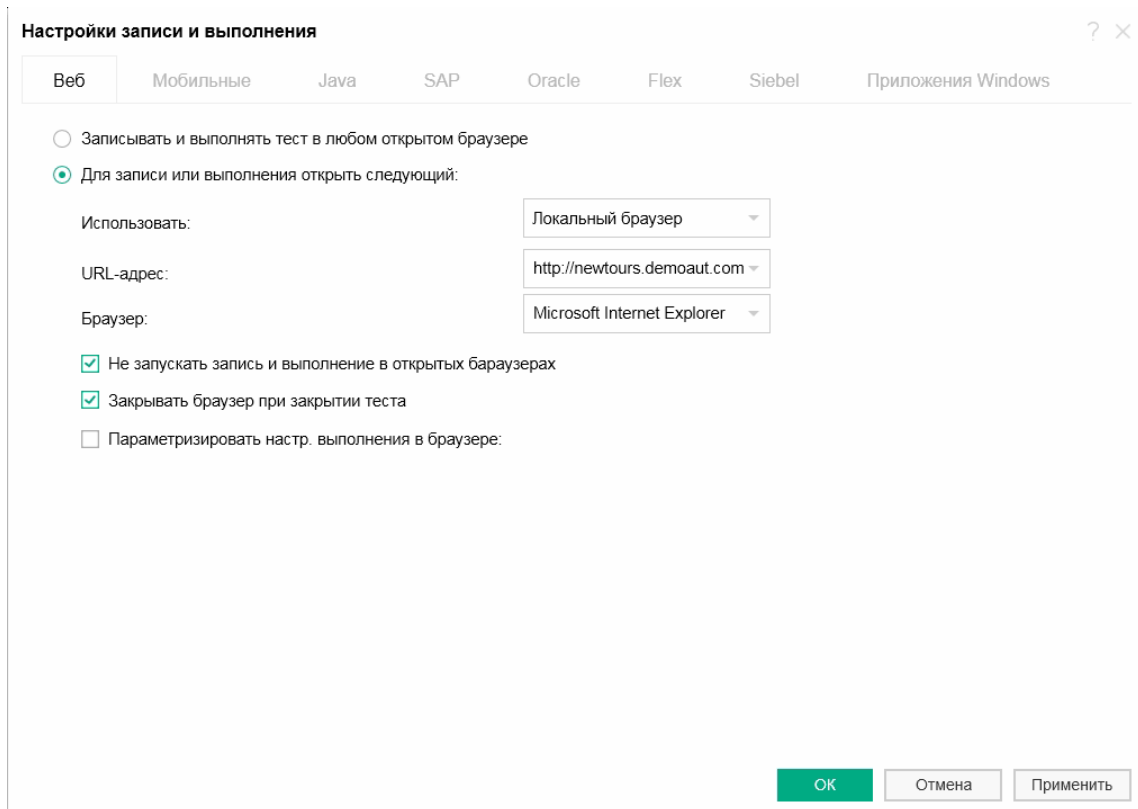 Настройки записи и выполнения
?
Веб Мобильные Java SAP Oracle Flex Siebel Приложения Windows
Записывать и выполнять тест в любом открытом браузере
Для записи или выполнения открыть следующий:
Использовать: Локальный браузер
URL-адрес: http://newtours.demoaut.com
Браузер: Microsoft Internet Explorer
Не запускать запись и выполнение в открытых бараузерах
Закрывать браузер при закрытии теста
Параметризировать настр. выполнения в браузере:
ОК Отмена Применить